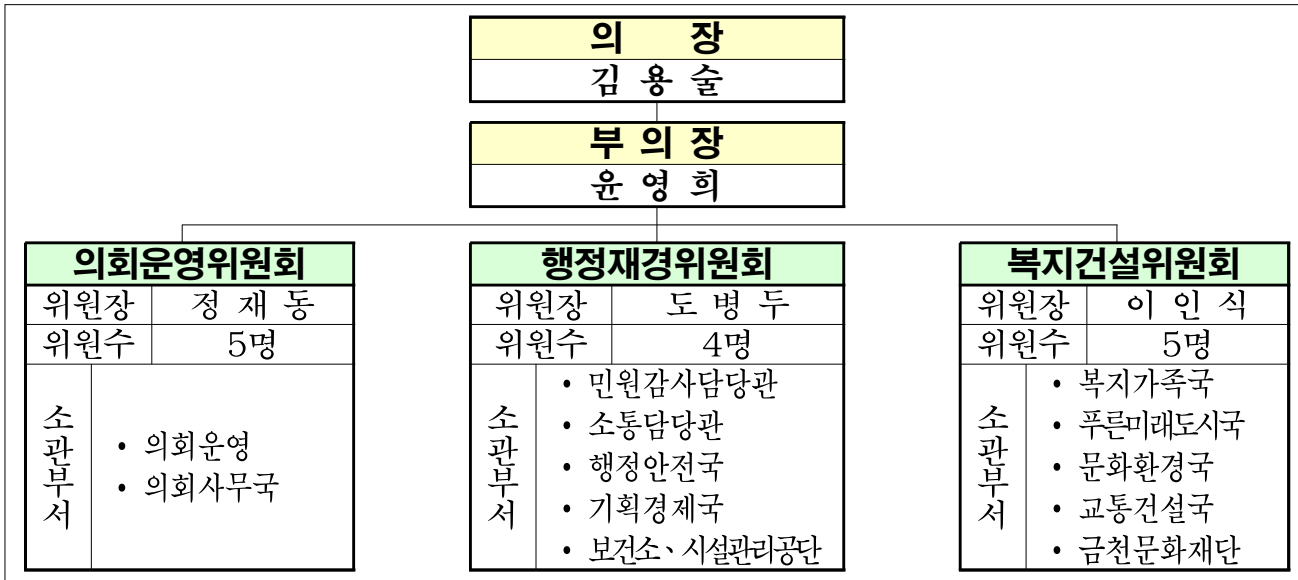 의 장
김 용 술
부 의 장
윤 영 희
의회운영위원회
위원장 정 재 동
위원수 5명
소관부서
• 의회운영
• 의회사무국
행정재경위원회
위원장 도 병 두
위원수 4명
소관부서
• 민원감사담당관
• 소통담당관
• 행정안전국
• 기획경제국
• 보건소、시설관리공단
복지건설위원회
위원장 이 인 식
위원수 5명
소관부서
• 복지가족국
• 푸른미래도시국
• 문화환경국
• 교통건설국
• 금천문화재단